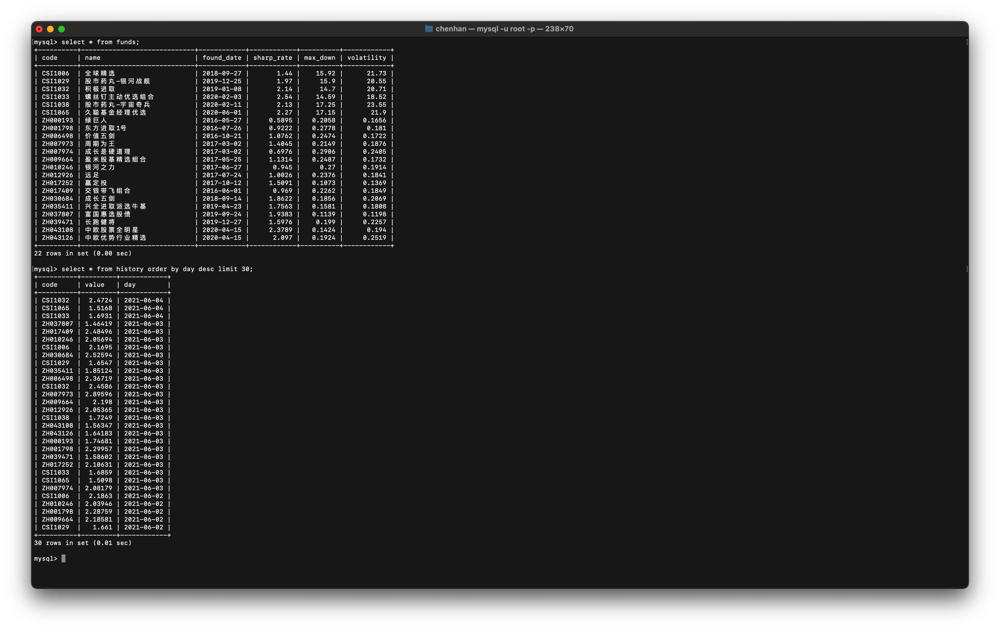 chenhan — mysql -u root -p — 238×70
mysql> select * from funds;
+----------+-----------------------------+------------+------------+----------+------------+
| code     | name                        | found_date | sharp_rate | max_down | volatility |
+----------+-----------------------------+------------+------------+----------+------------+
| CSI1006  | 全球精选 | 2018-09-27 | 1.44 | 15.92 | 21.73 |
| CSI1029  | 股市药丸-银河战舰 | 2019-12-25 | 1.97 | 15.9 | 20.55 |
| CSI1032  | 积极进取 | 2019-01-08 | 2.14 | 14.7 | 20.71 |
| CSI1033  | 螺丝钉主动优选组合 | 2020-02-03 | 2.54 | 14.59 | 18.52 |
| CSI1038  | 股市药丸-宇宙奇兵 | 2020-02-11 | 2.13 | 17.25 | 23.55 |
| CSI1065  | 久聪基金经理优选 | 2020-06-01 | 2.27 | 17.15 | 21.9 |
| ZH000193 | 绿巨人 | 2016-05-27 | 0.5895 | 0.2058 | 0.1656 |
| ZH001798 | 东方进取1号 | 2016-07-26 | 0.9222 | 0.2778 | 0.181 |
| ZH006498 | 价值五剑 | 2016-10-21 | 1.0762 | 0.2474 | 0.1722 |
| ZH007973 | 周期为王 | 2017-03-02 | 1.4045 | 0.2149 | 0.1876 |
| ZH007974 | 成长是硬道理 | 2017-03-02 | 0.6976 | 0.2906 | 0.2405 |
| ZH009664 | 盈米股基精选组合 | 2017-05-25 | 1.1314 | 0.2487 | 0.1732 |
| ZH010246 | 银河之力 | 2017-06-27 | 0.945 | 0.27 | 0.1914 |
| ZH012926 | 远足 | 2017-07-24 | 1.0026 | 0.2376 | 0.1841 |
| ZH017252 | 赢定投 | 2017-10-12 | 1.5091 | 0.1073 | 0.1369 |
| ZH017409 | 交银带飞组合 | 2016-06-01 | 0.969 | 0.2262 | 0.1849 |
| ZH030684 | 成长五剑 | 2018-09-14 | 1.8622 | 0.1856 | 0.2069 |
| ZH035411 | 兴全进取派选牛基 | 2019-04-23 | 1.7563 | 0.1581 | 0.1808 |
| ZH037807 | 富国惠选股债 | 2019-09-24 | 1.9383 | 0.1139 | 0.1198 |
| ZH039471 | 长跑健将 | 2019-12-27 | 1.5976 | 0.199 | 0.2257 |
| ZH043108 | 中欧股票全明星 | 2020-04-15 | 2.3789 | 0.1424 | 0.194 |
| ZH043126 | 中欧优势行业精选 | 2020-04-15 | 2.097 | 0.1924 | 0.2519 |
+----------+-----------------------------+------------+------------+----------+------------+
22 rows in set (0.00 sec)
mysql> select * from history order by day desc limit 30;
+----------+---------+------------+
| code     | value   | day        |
+----------+---------+------------+
| CSI1032  |  2.4724 | 2021-06-04 |
| CSI1065  |  1.5168 | 2021-06-04 |
| CSI1033  |  1.6931 | 2021-06-04 |
| ZH037807 | 1.46419 | 2021-06-03 |
| ZH017409 | 2.48496 | 2021-06-03 |
| ZH010246 | 2.05694 | 2021-06-03 |
| CSI1006  |  2.1695 | 2021-06-03 |
| ZH030684 | 2.52594 | 2021-06-03 |
| CSI1029  |  1.6547 | 2021-06-03 |
| ZH035411 | 1.85124 | 2021-06-03 |
| ZH006498 | 2.36719 | 2021-06-03 |
| CSI1032  |  2.4586 | 2021-06-03 |
| ZH007973 | 2.89596 | 2021-06-03 |
| ZH009664 |   2.198 | 2021-06-03 |
| ZH012926 | 2.05365 | 2021-06-03 |
| CSI1038  |  1.7249 | 2021-06-03 |
| ZH043108 | 1.56347 | 2021-06-03 |
| ZH043126 | 1.64183 | 2021-06-03 |
| ZH000193 | 1.74681 | 2021-06-03 |
| ZH001798 | 2.29957 | 2021-06-03 |
| ZH039471 | 1.58602 | 2021-06-03 |
| ZH017252 | 2.10631 | 2021-06-03 |
| CSI1033  |  1.6859 | 2021-06-03 |
| CSI1065  |  1.5098 | 2021-06-03 |
| ZH007974 | 2.08179 | 2021-06-03 |
| CSI1006  |  2.1863 | 2021-06-02 |
| ZH010246 | 2.03946 | 2021-06-02 |
| ZH001798 | 2.28759 | 2021-06-02 |
| ZH009664 | 2.18581 | 2021-06-02 |
| CSI1029  |   1.661 | 2021-06-02 |
+----------+---------+------------+
30 rows in set (0.01 sec)
mysql>